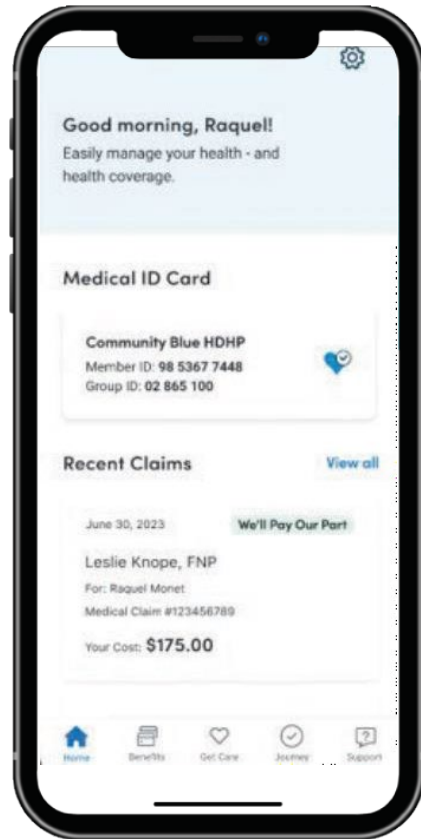 Good morning, Raquel!
Easily manage your health - and
health coverage.
Medical ID Card
Community Blue HDHP
Member ID: 98 5367 7448
Group ID: 02 865 100
Recent Claims
View all
June 30, 2023
We'll Pay Our Part
Leslie Knope, FNP
For: Raquel Monet
Medical Claim #123456789
Your Cost: $175.00
Home
Benefits
Get Care
Journey
Support